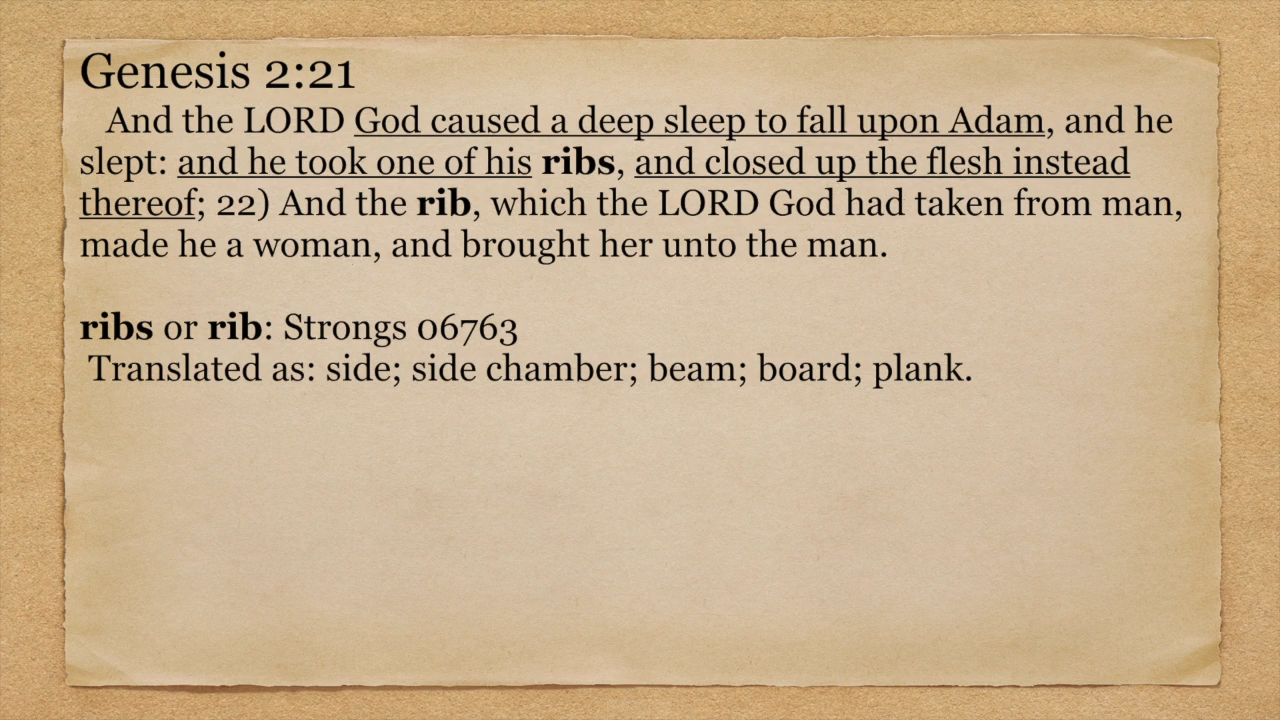 Genesis 2:21
And the LORD God caused a deep sleep to fall upon Adam, and he
slept: and he took one of his ribs, and closed up the flesh instead
thereof; 22) And the rib, which the LORD God had taken from man,
made he a woman, and brought her unto the man.
ribs or rib: Strongs 06763
Translated as: side; side chamber; beam; board; plank.